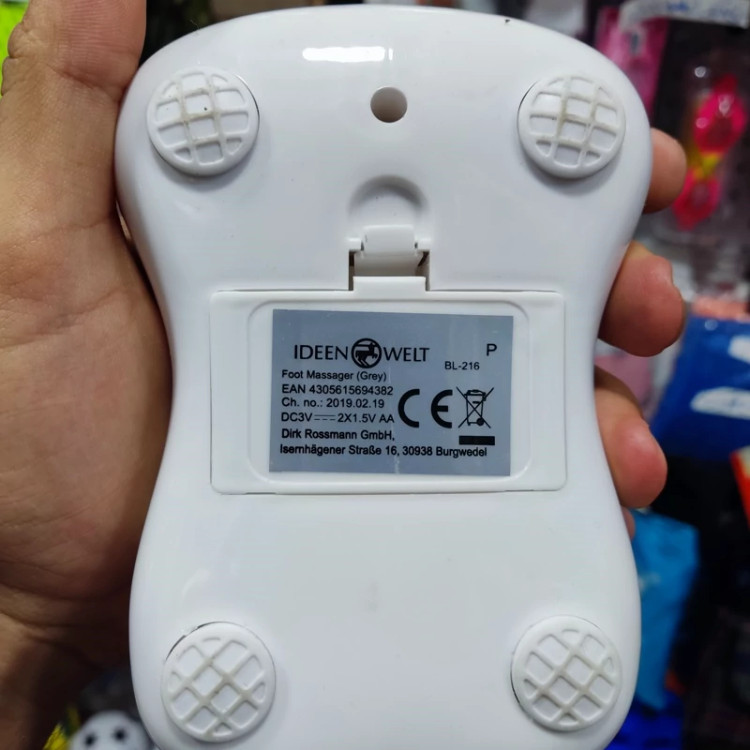 IDEEN WELT
P
BL-216
Foot Massager (Grey)
EAN 4305615694382
Ch. no.: 2019.02.19
DC3V⎓2X1.5V AA
CE
Dirk Rossmann GmbH,
Isernhägener Straße 16, 30938 Burgwedel